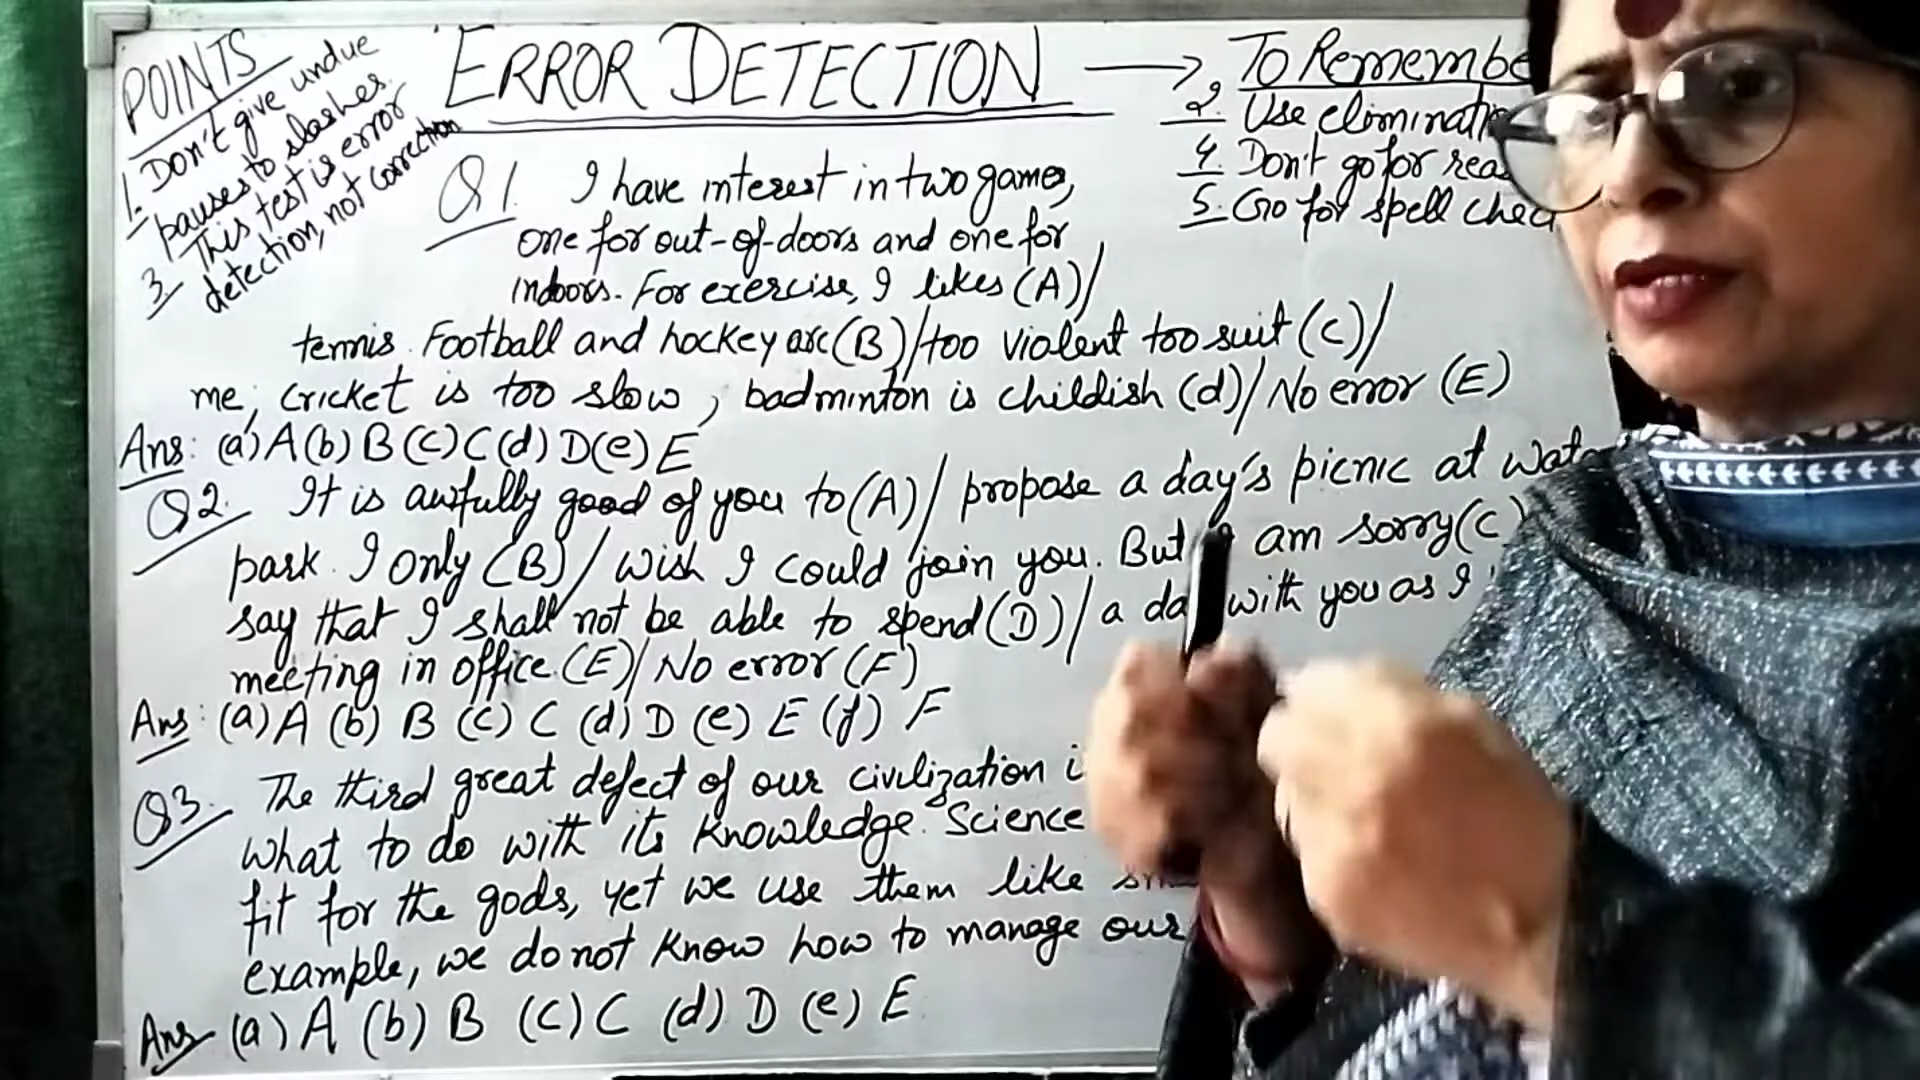 POINTS
1. Don't give undue
pauses to slashes.
3. This test is error
detection, not correction
ERROR DETECTION → To Remembe
2. Use eliminati
4. Don't go for rea
5. Go for spell chec
Q1. I have interest in two games,
one for out-of-doors and one for
indoors. For exercise, I likes (A)/
tennis. Football and hockey are (B)/too violent too suit (C)/
me; cricket is too slow, badminton is childish (d)/ No error (E)
Ans: (a) A (b) B (c) C (d) D (e) E
Q2. It is awfully good of you to (A)/ propose a day's picnic at wate
park. I only (B)/ wish I could join you. But I am sorry (C)
say that I shall not be able to spend (D)/ a day with you as I
meeting in office. (E)/ No error (F)
Ans: (a) A (b) B (c) C (d) D (e) E (f) F
Q3. The third great defect of our civilization i
what to do with its knowledge. Science
fit for the gods, yet we use them like
example, we do not know how to manage our
Ans (a) A (b) B (c) C (d) D (e) E